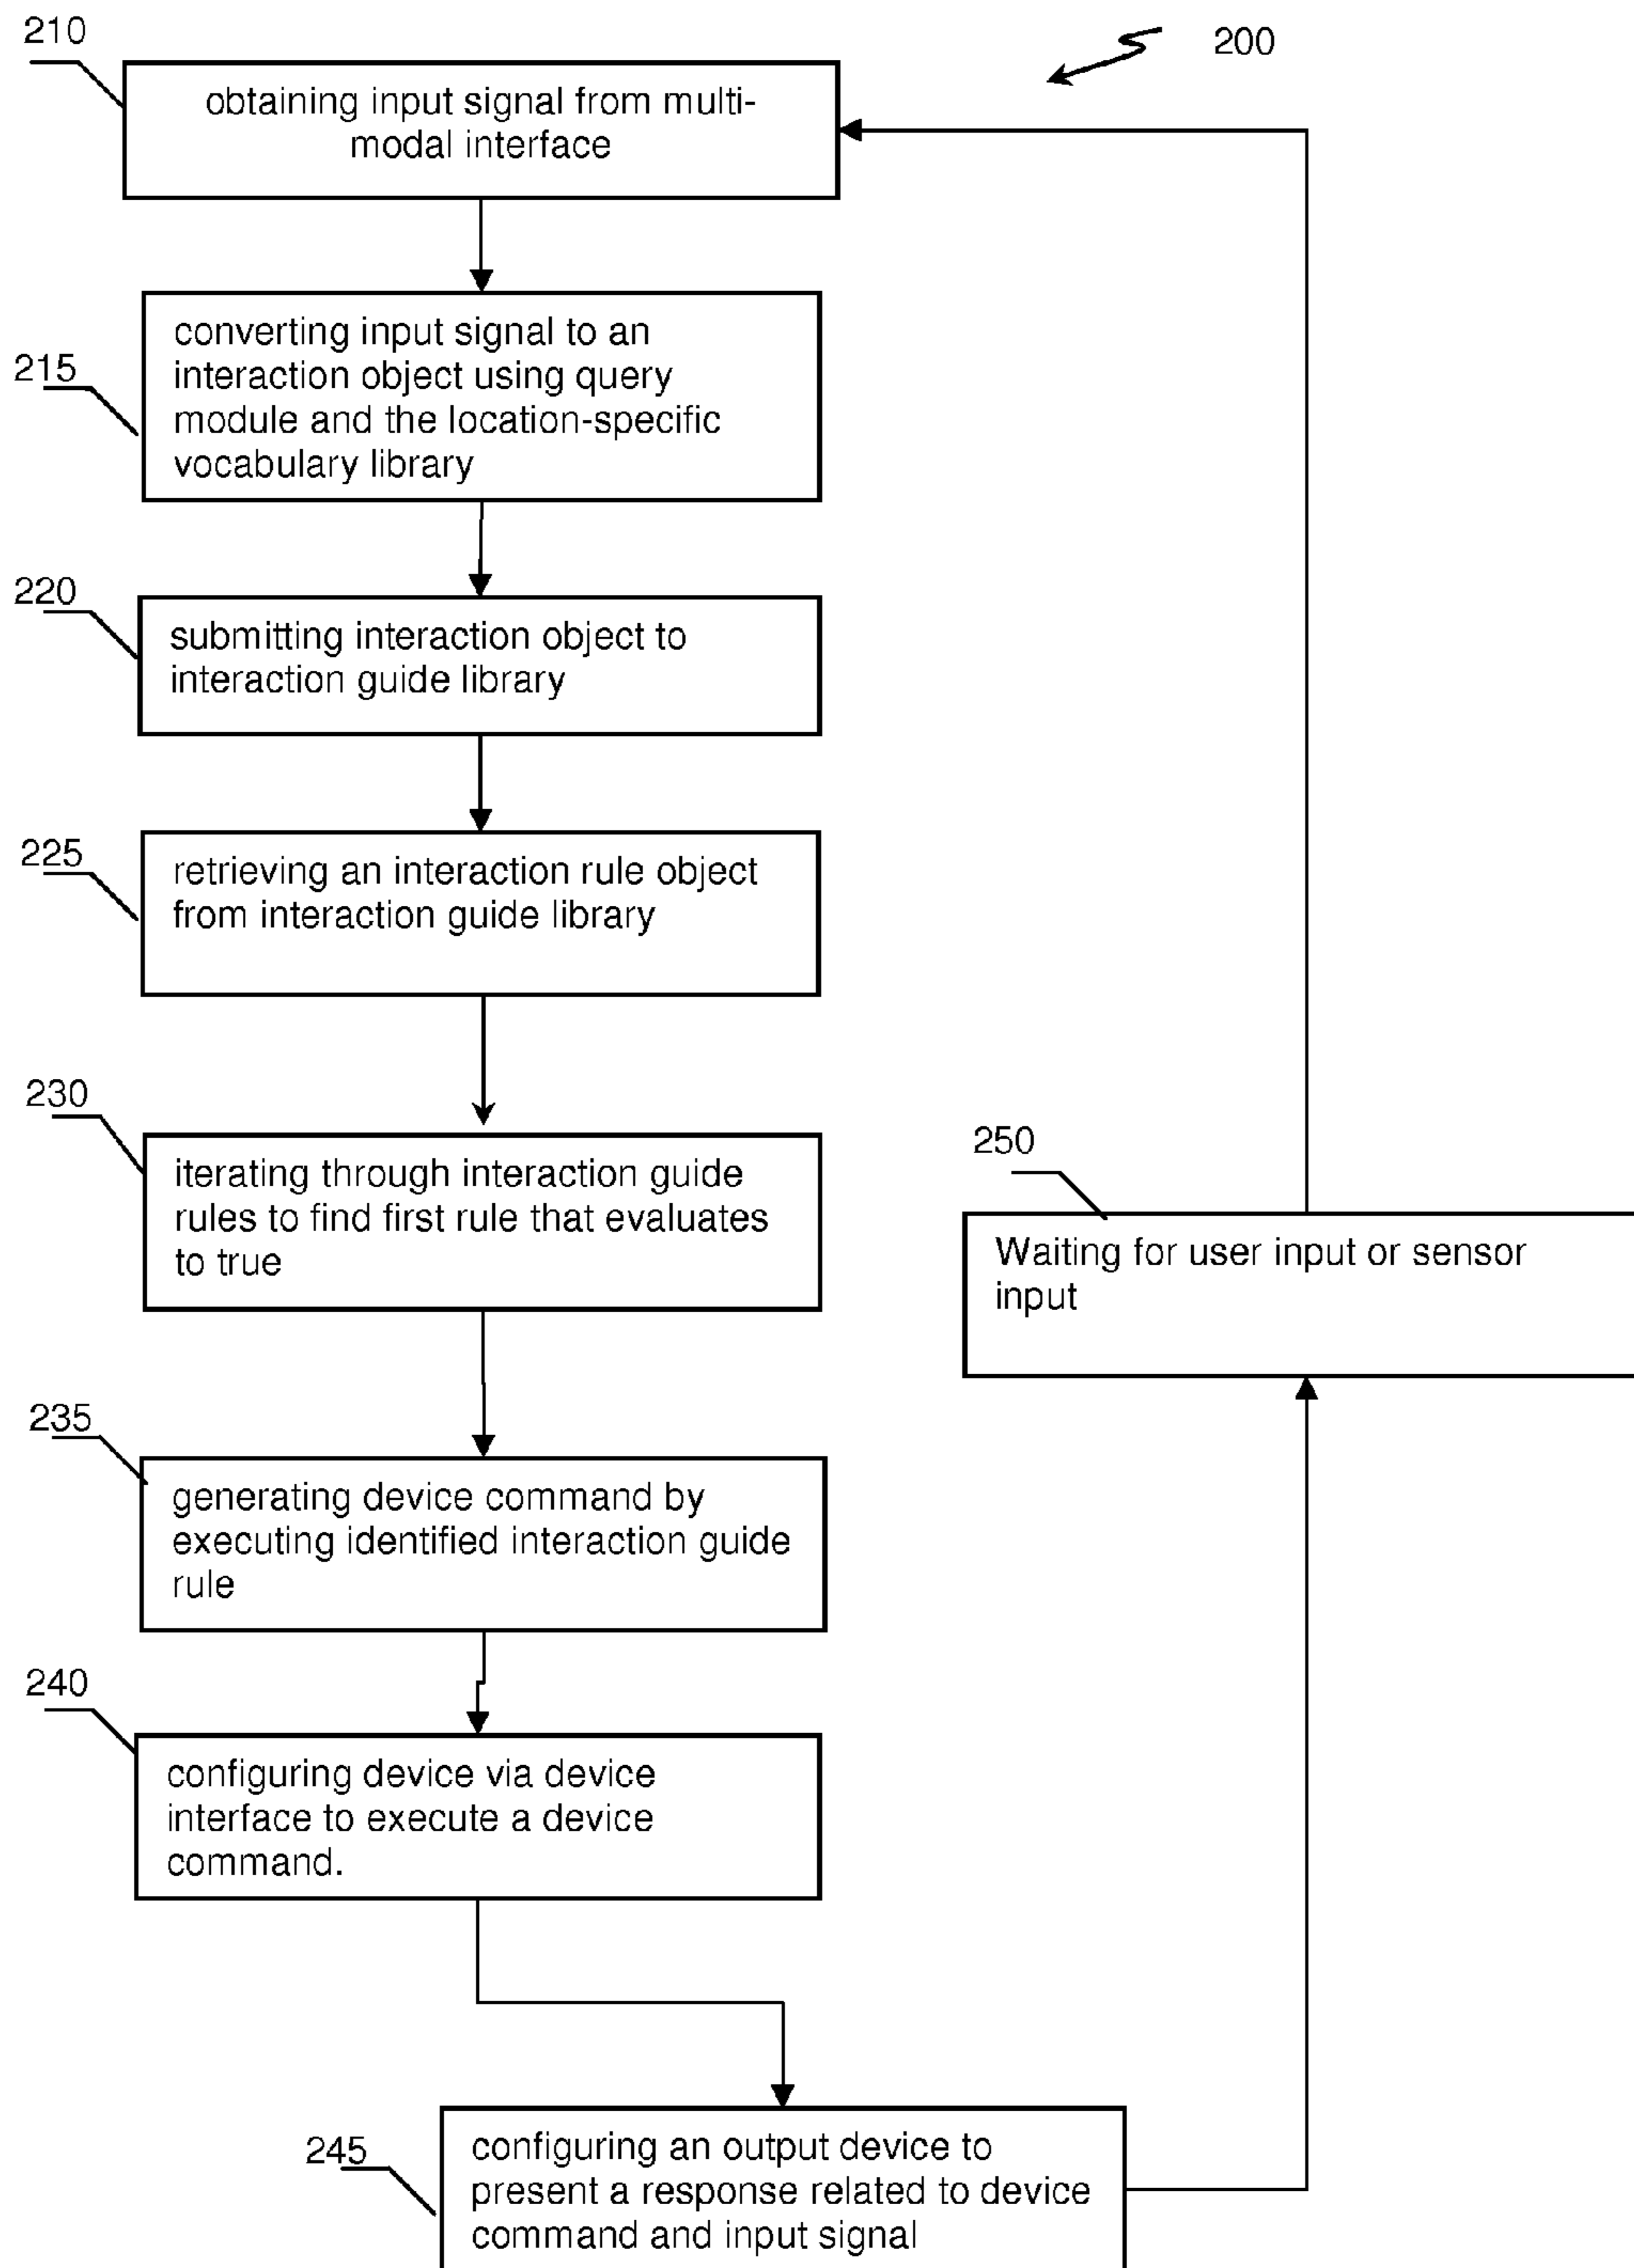 210
200
obtaining input signal from multi-
modal interface
215
converting input signal to an
interaction object using query
module and the location-specific
vocabulary library
220
submitting interaction object to
interaction guide library
225
retrieving an interaction rule object
from interaction guide library
230
iterating through interaction guide
rules to find first rule that evaluates
to true
250
Waiting for user input or sensor
input
235
generating device command by
executing identified interaction guide
rule
240
configuring device via device
interface to execute a device
command.
245
configuring an output device to
present a response related to device
command and input signal